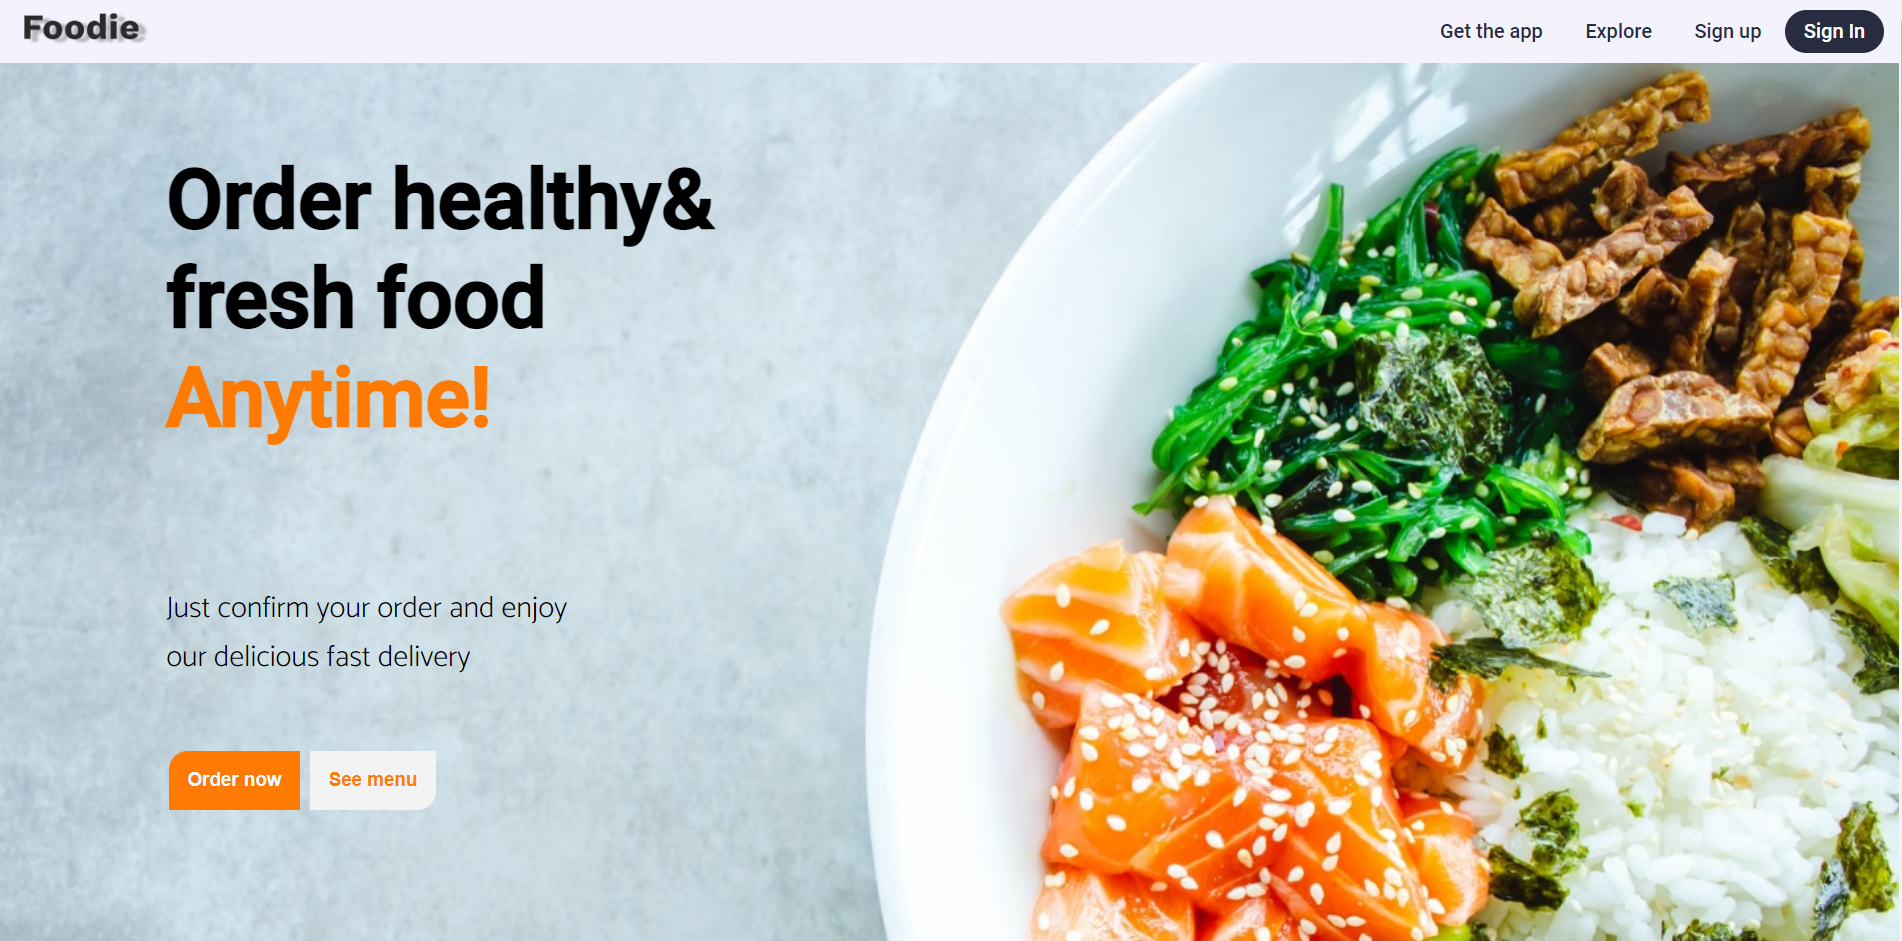 Foodie
Get the app
Explore
Sign up
Sign In
Order healthy&
fresh food
Anytime!
Just confirm your order and enjoy
our delicious fast delivery
Order now
See menu